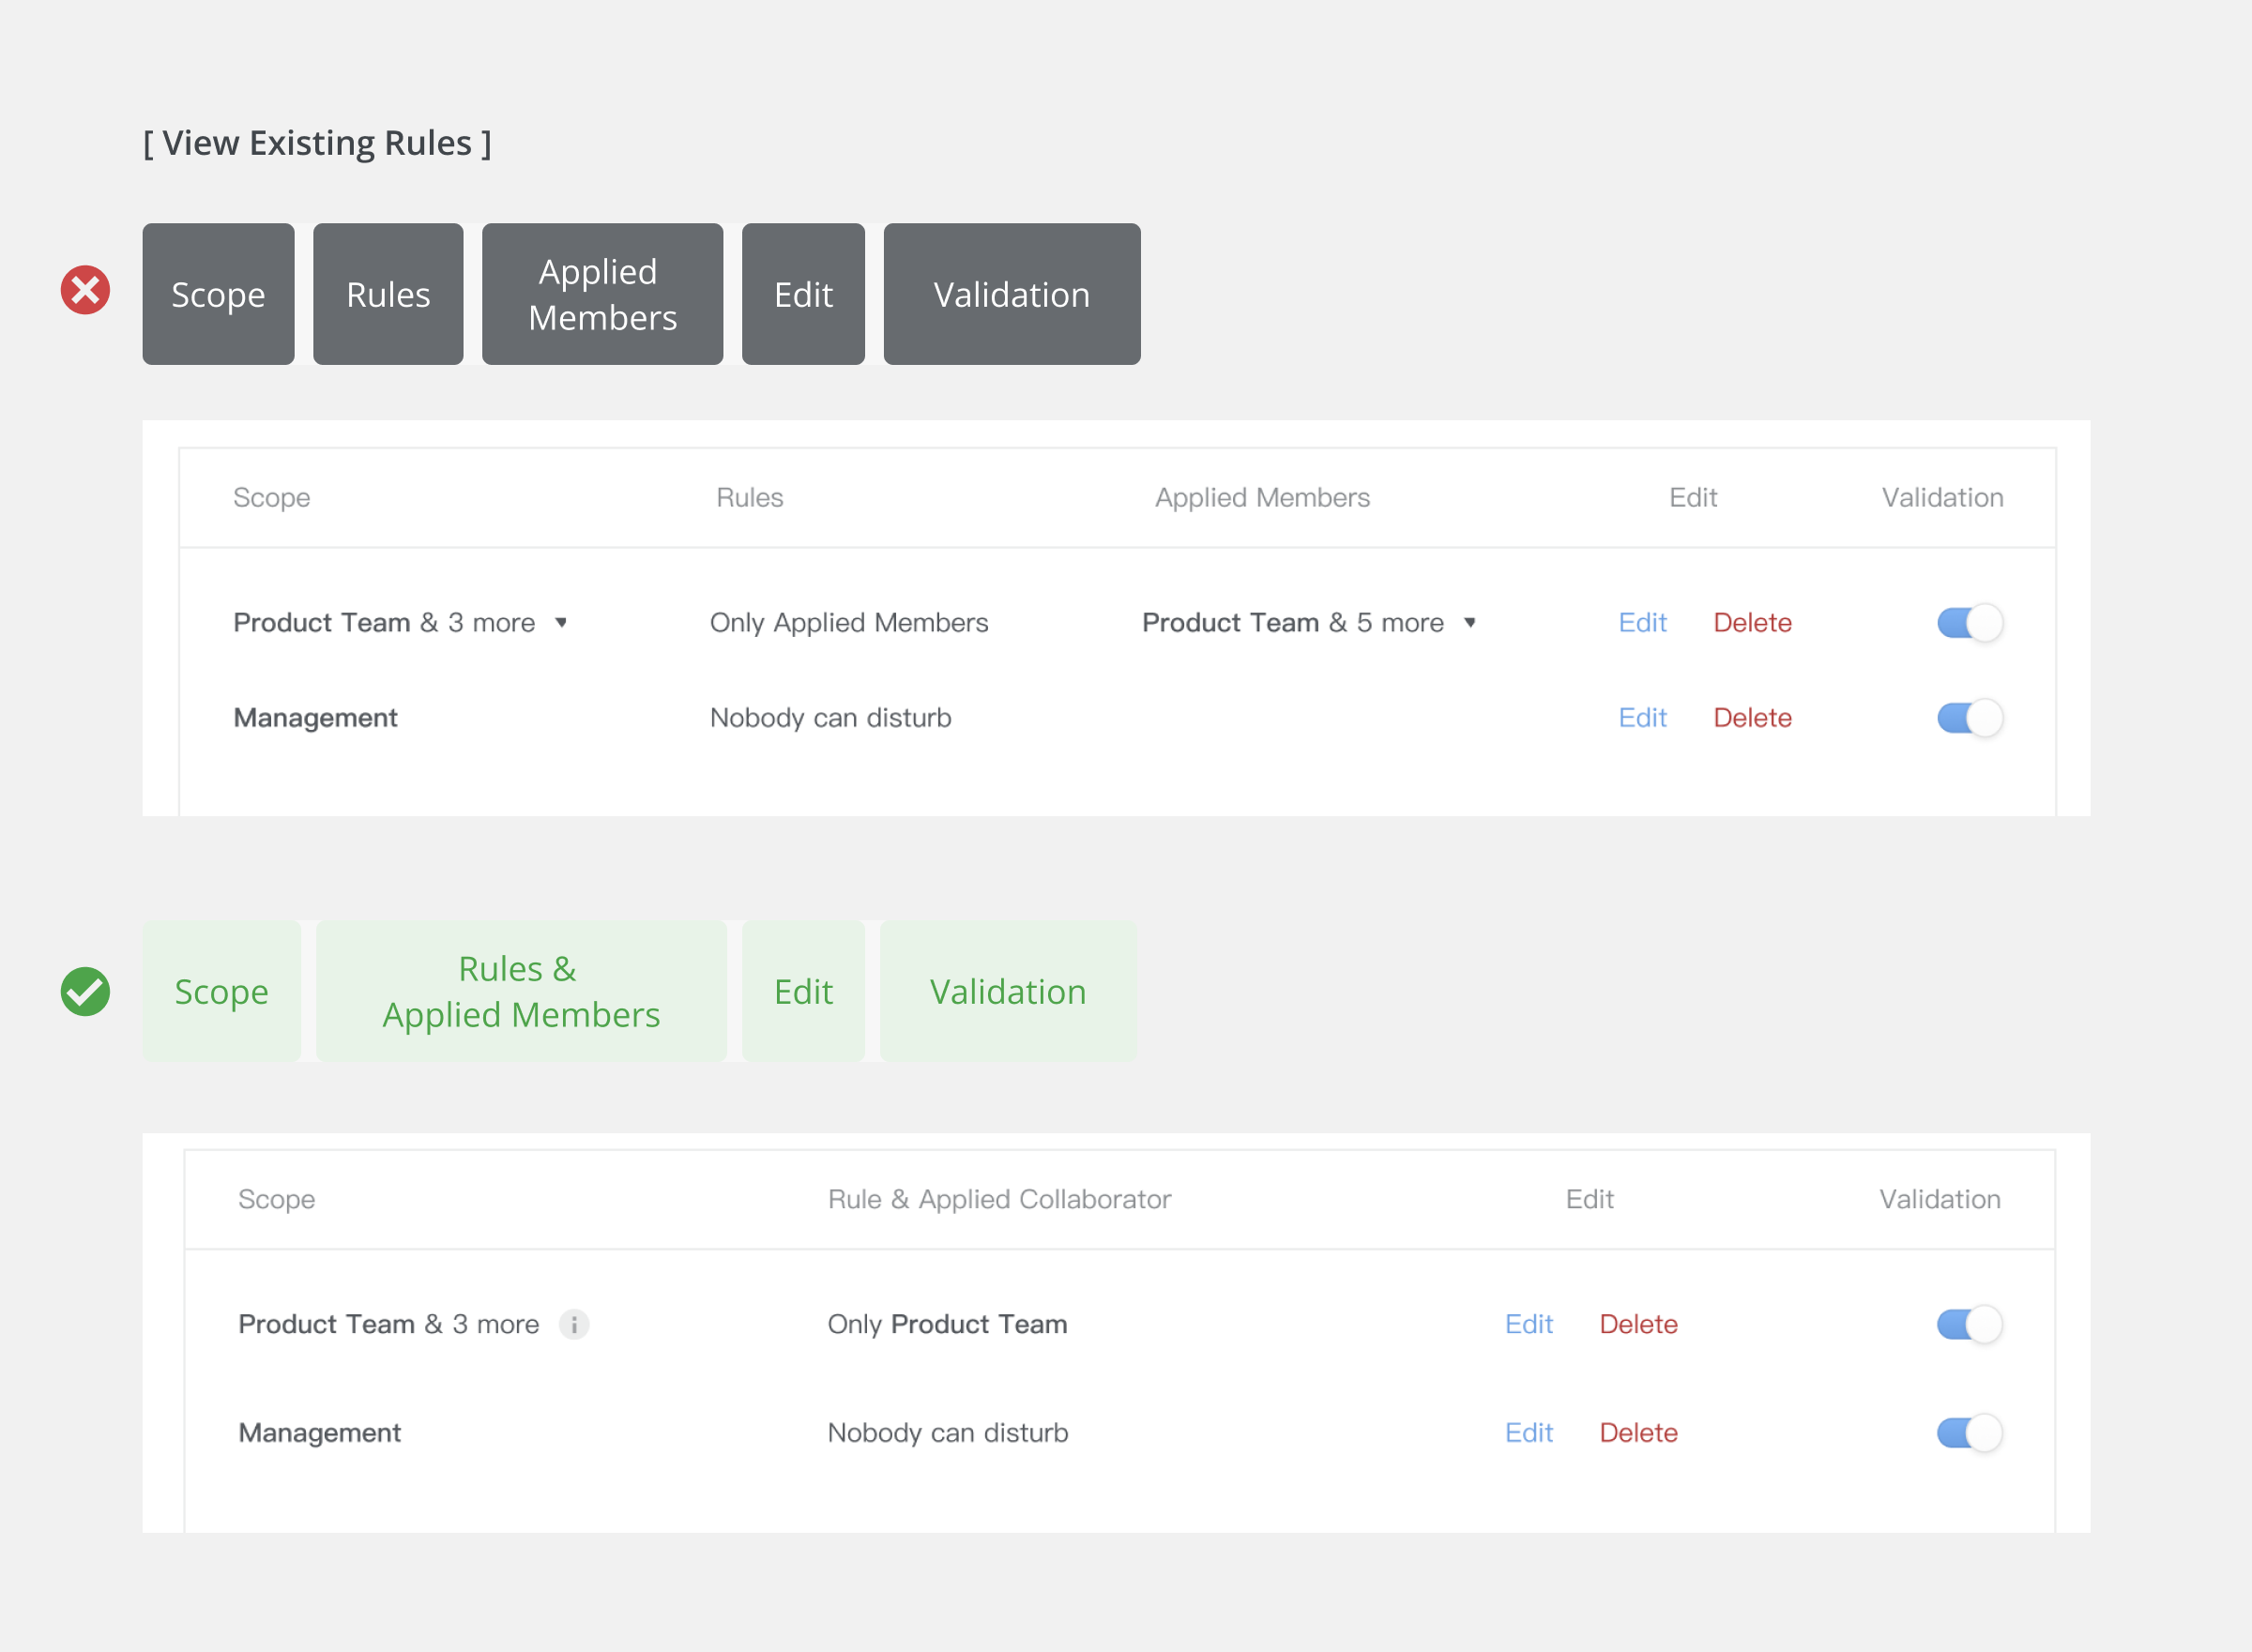 [ View Existing Rules ]
Scope Rules Applied Members Edit Validation
Scope Rules Applied Members Edit Validation
Product Team & 3 more ▼ Only Applied Members Product Team & 5 more ▼ Edit Delete
Management Nobody can disturb Edit Delete
Scope Rules & Applied Members Edit Validation
Scope Rule & Applied Collaborator Edit Validation
Product Team & 3 more i Only Product Team Edit Delete
Management Nobody can disturb Edit Delete